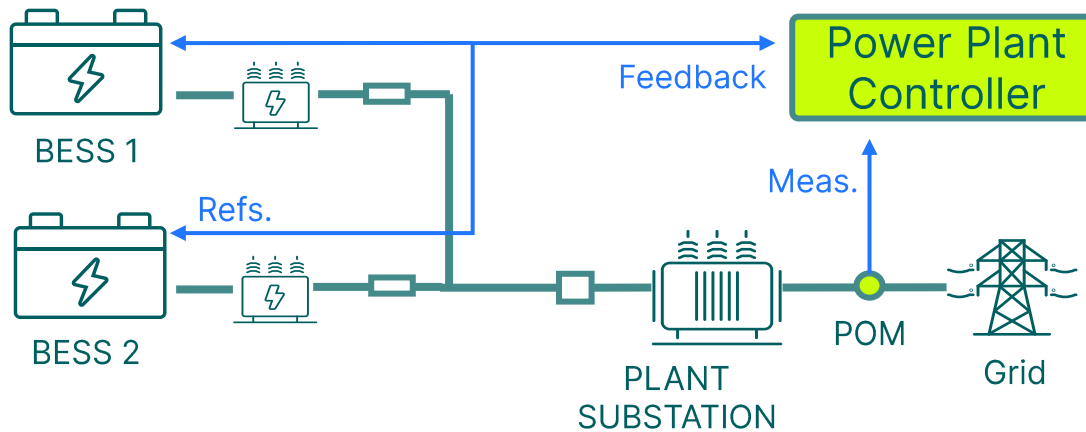 Power Plant
Controller
Feedback
BESS 1
Meas.
Refs.
POM
BESS 2
Grid
PLANT
SUBSTATION